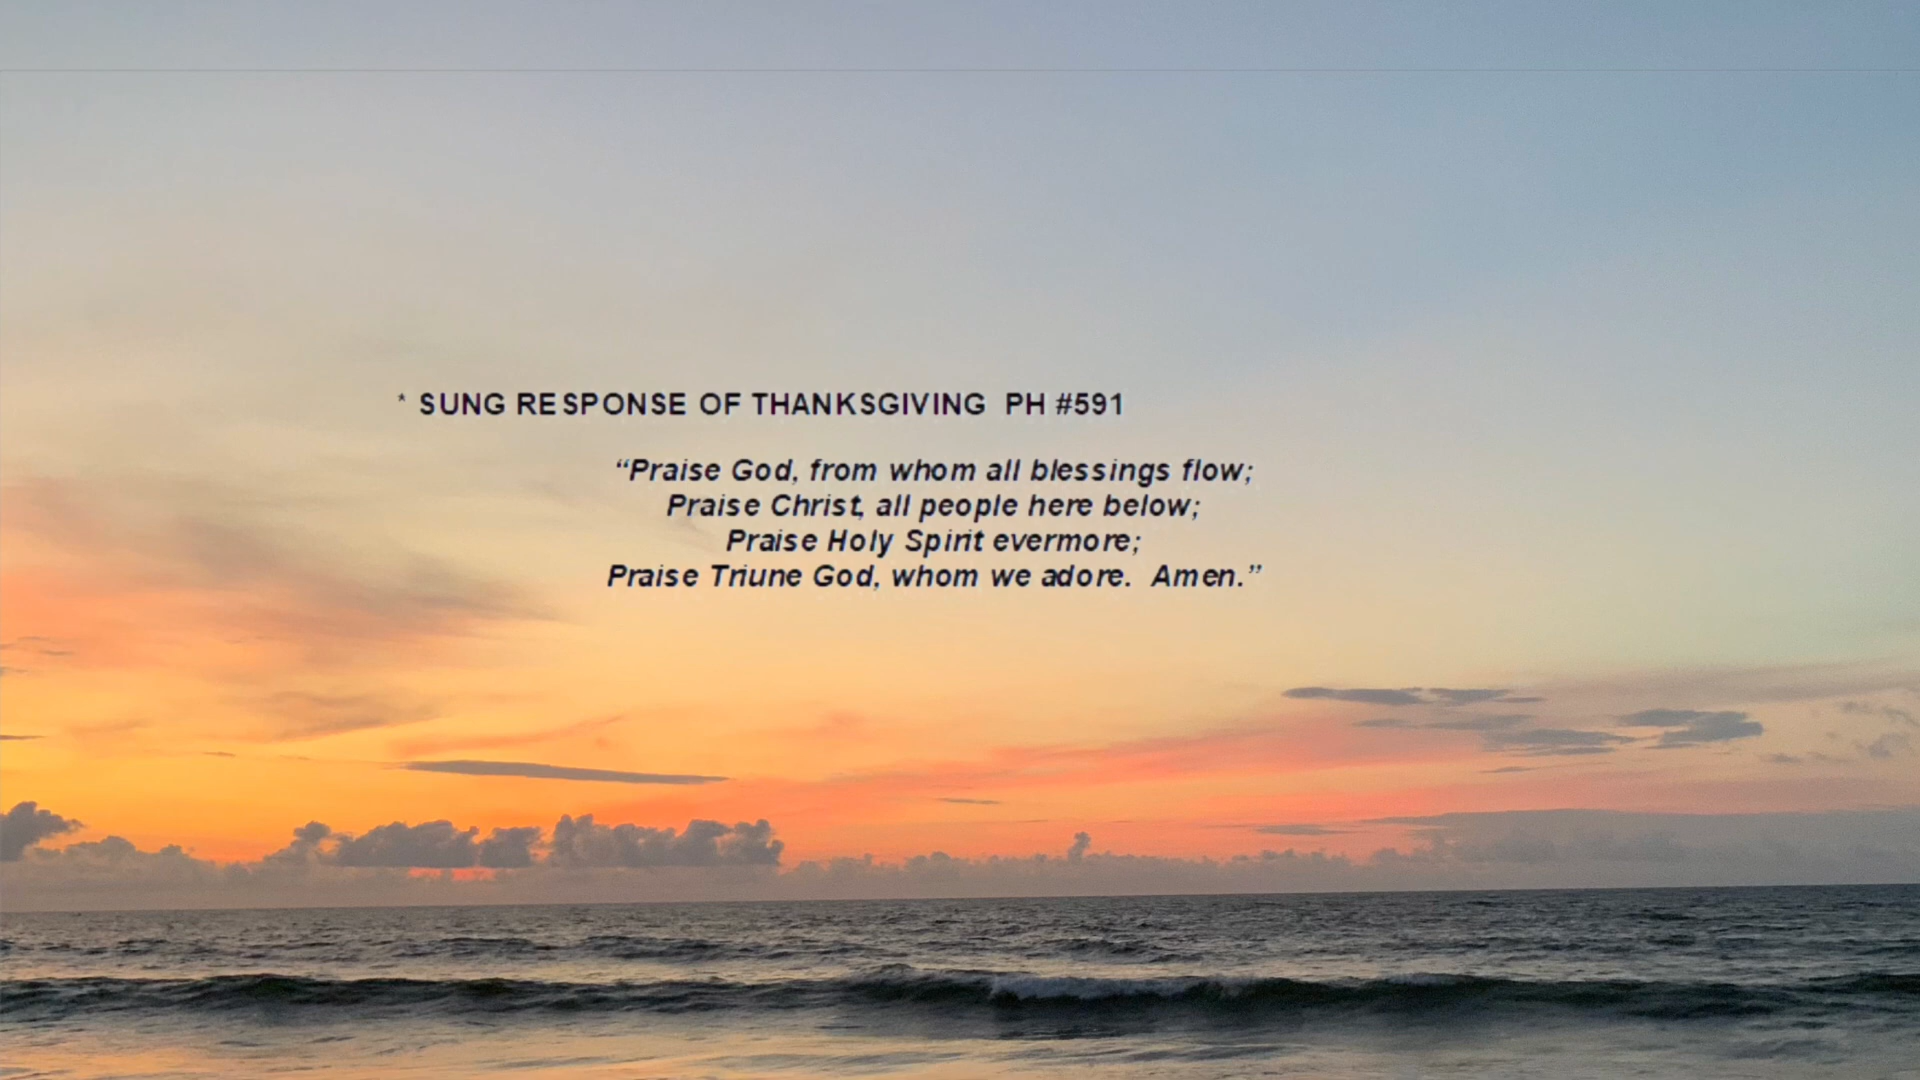 * SUNG RESPONSE OF THANKSGIVING PH #591
“Praise God, from whom all blessings flow;
Praise Christ, all people here below;
Praise Holy Spirit evermore;
Praise Triune God, whom we adore. Amen.”